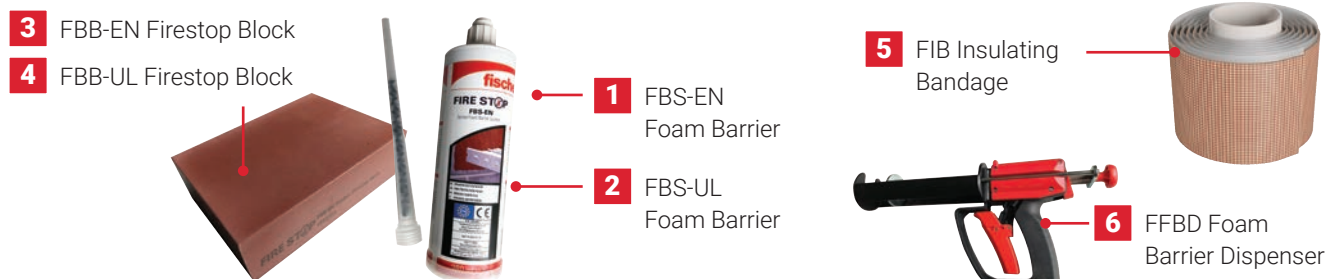 3 FBB-EN Firestop Block
4 FBB-UL Firestop Block
FIRE STOP
fische
FIRE STOP
FBS-EN
1 FBS-EN
Foam Barrier
2 FBS-UL
Foam Barrier
5 FIB Insulating
Bandage
6 FFBD Foam
Barrier Dispenser